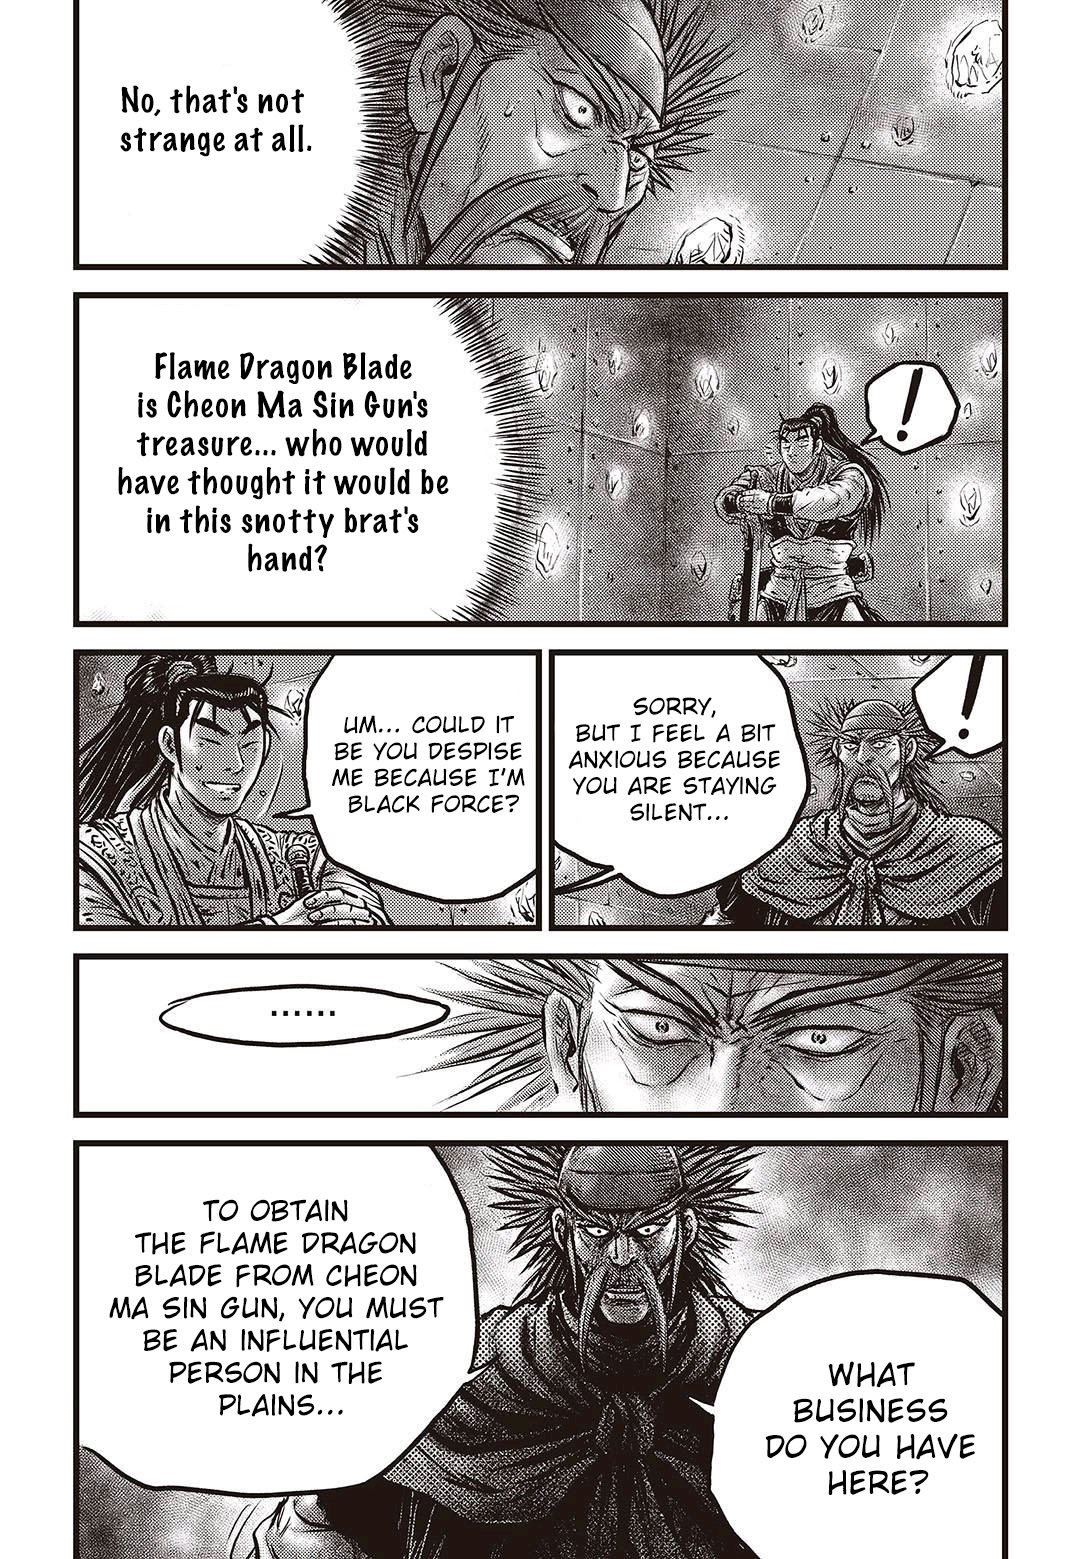 No, that's not
strange at all.
Flame Dragon Blade
is Cheon Ma Sin Gun's
treasure... who would
have thought it would be
in this snotty brat's
hand?
!
UM... COULD IT
BE YOU DESPISE
ME BECAUSE I'M
BLACK FORCE?
SORRY,
BUT I FEEL A BIT
ANXIOUS BECAUSE
YOU ARE STAYING
SILENT...
!
......
TO OBTAIN
THE FLAME DRAGON
BLADE FROM CHEON
MA SIN GUN, YOU MUST
BE AN INFLUENTIAL
PERSON IN THE
PLAINS...
WHAT
BUSINESS
DO YOU HAVE
HERE?